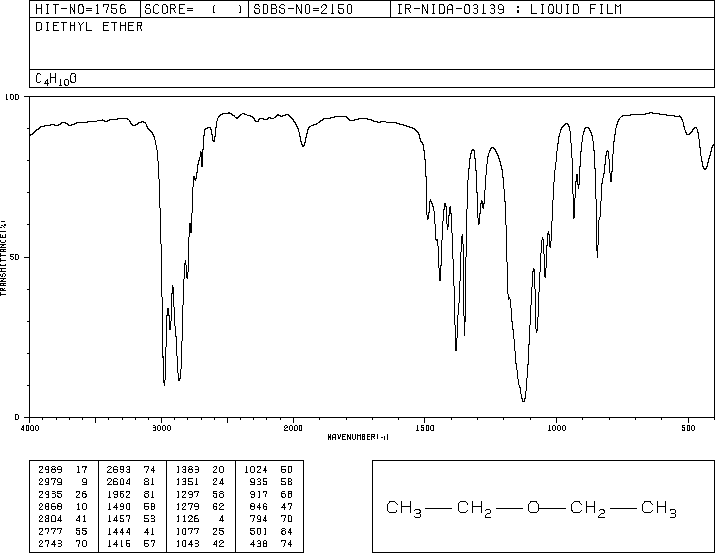 HIT-NO=1756 SCORE= ( ) SDBS-NO=2150 IR-NIDA-03139 : LIQUID FILM
DIETHYL ETHER
C4H10O
100
50
0
TRANSMITTANCE(%)
4000 3000 2000 1500 1000 500
WAVENUMBER(-1)
2989 17 2693 74 1383 20 1024 50
2979 9 2604 81 1351 24 935 58
2935 26 1962 81 1297 58 917 68
2868 10 1490 58 1279 62 846 47
2804 41 1457 53 1126 4 794 70
2777 55 1444 41 1077 25 501 84
2743 70 1416 57 1043 42 438 74
CH3—CH2—O—CH2—CH3